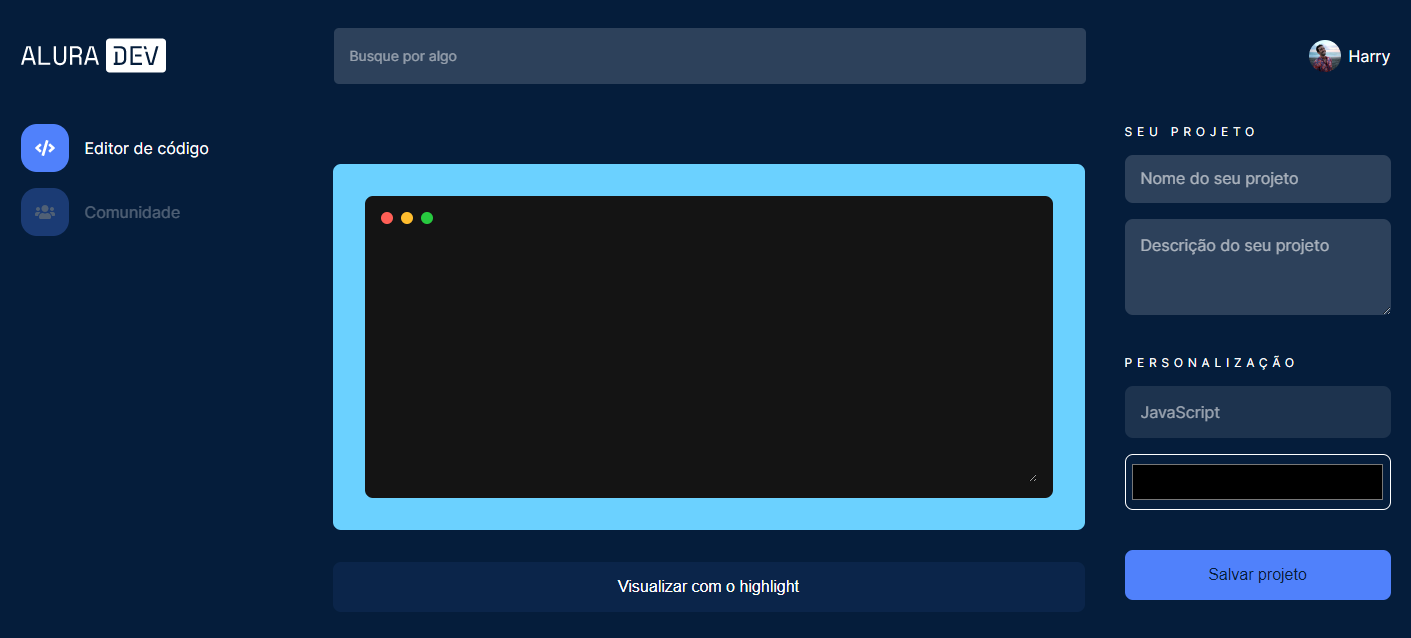 ALURA DEV
Busque por algo
Harry
Editor de código
Comunidade
SEU PROJETO
Nome do seu projeto
Descrição do seu projeto
PERSONALIZAÇÃO
JavaScript
Visualizar com o highlight
Salvar projeto